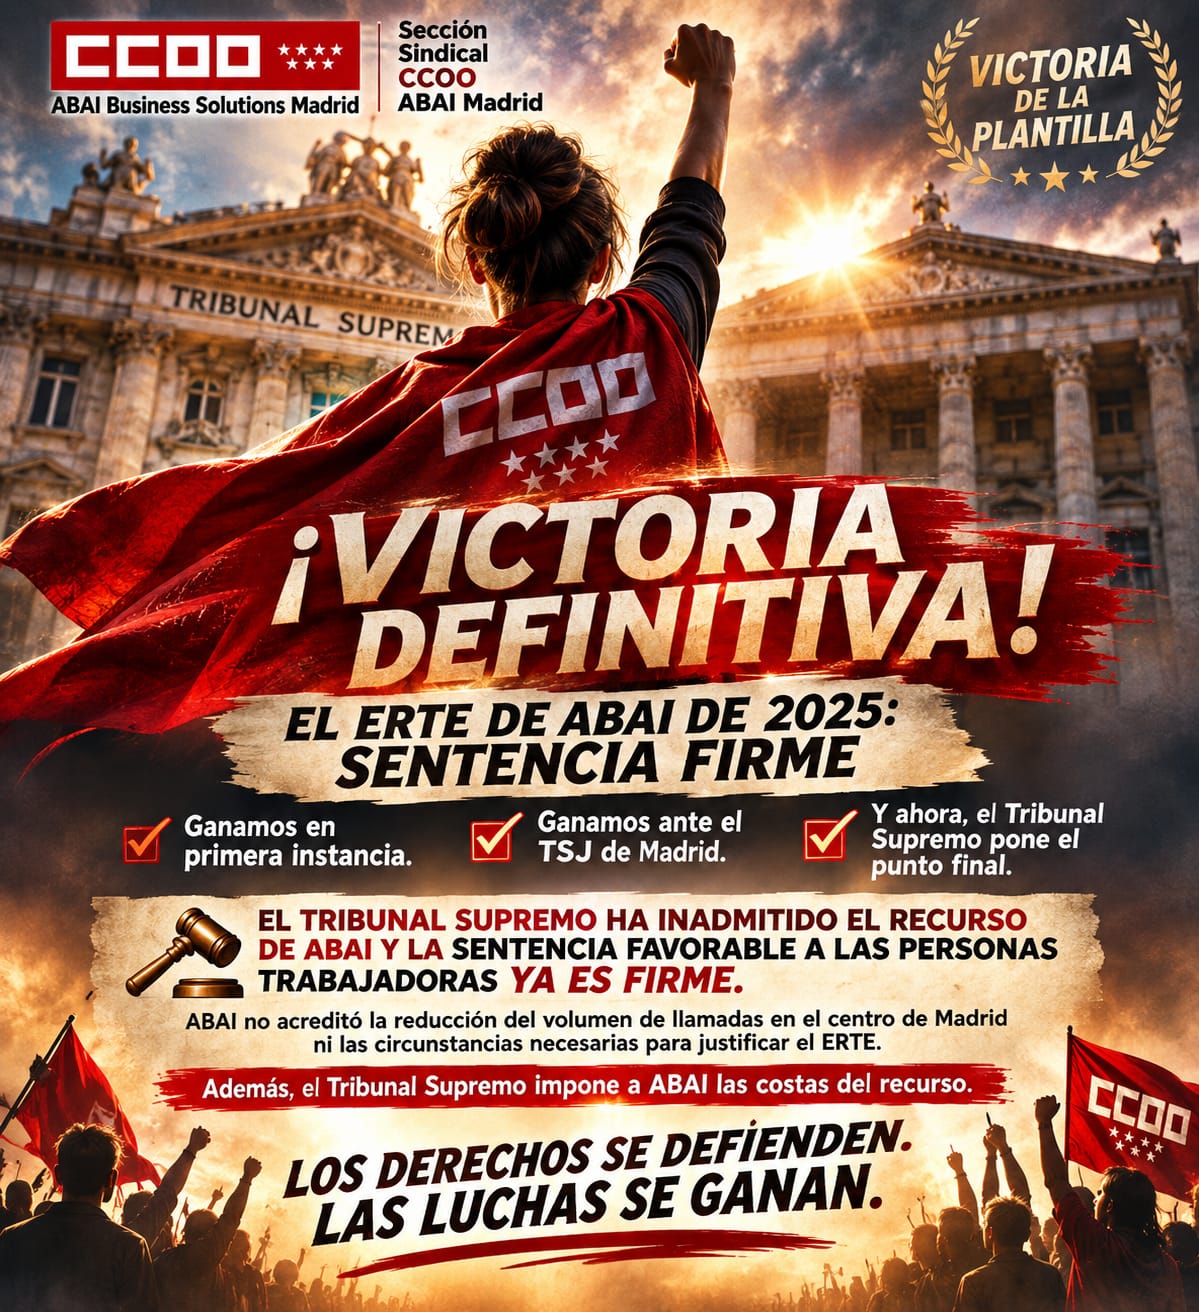 CCOO
ABAI Business Solutions Madrid
Sección
Sindical
CCOO
ABAI Madrid
VICTORIA
DE LA
PLANTILLA
TRIBUNAL SUPREM
CCOO
¡VICTORIA
DEFINITIVA!
EL ERTE DE ABAI DE 2025:
SENTENCIA FIRME
Ganamos en
primera instancia.
Ganamos ante el
TSJ de Madrid.
Y ahora, el Tribunal
Supremo pone el
punto final.
EL TRIBUNAL SUPREMO HA INADMITIDO EL RECURSO
DE ABAI Y LA SENTENCIA FAVORABLE A LAS PERSONAS
TRABAJADORAS YA ES FIRME.
ABAI no acreditó la reducción del volumen de llamadas en el centro de Madrid
ni las circunstancias necesarias para justificar el ERTE.
Además, el Tribunal Supremo impone a ABAI las costas del recurso.
CCOO
LOS DERECHOS SE DEFIENDEN.
LAS LUCHAS SE GANAN.